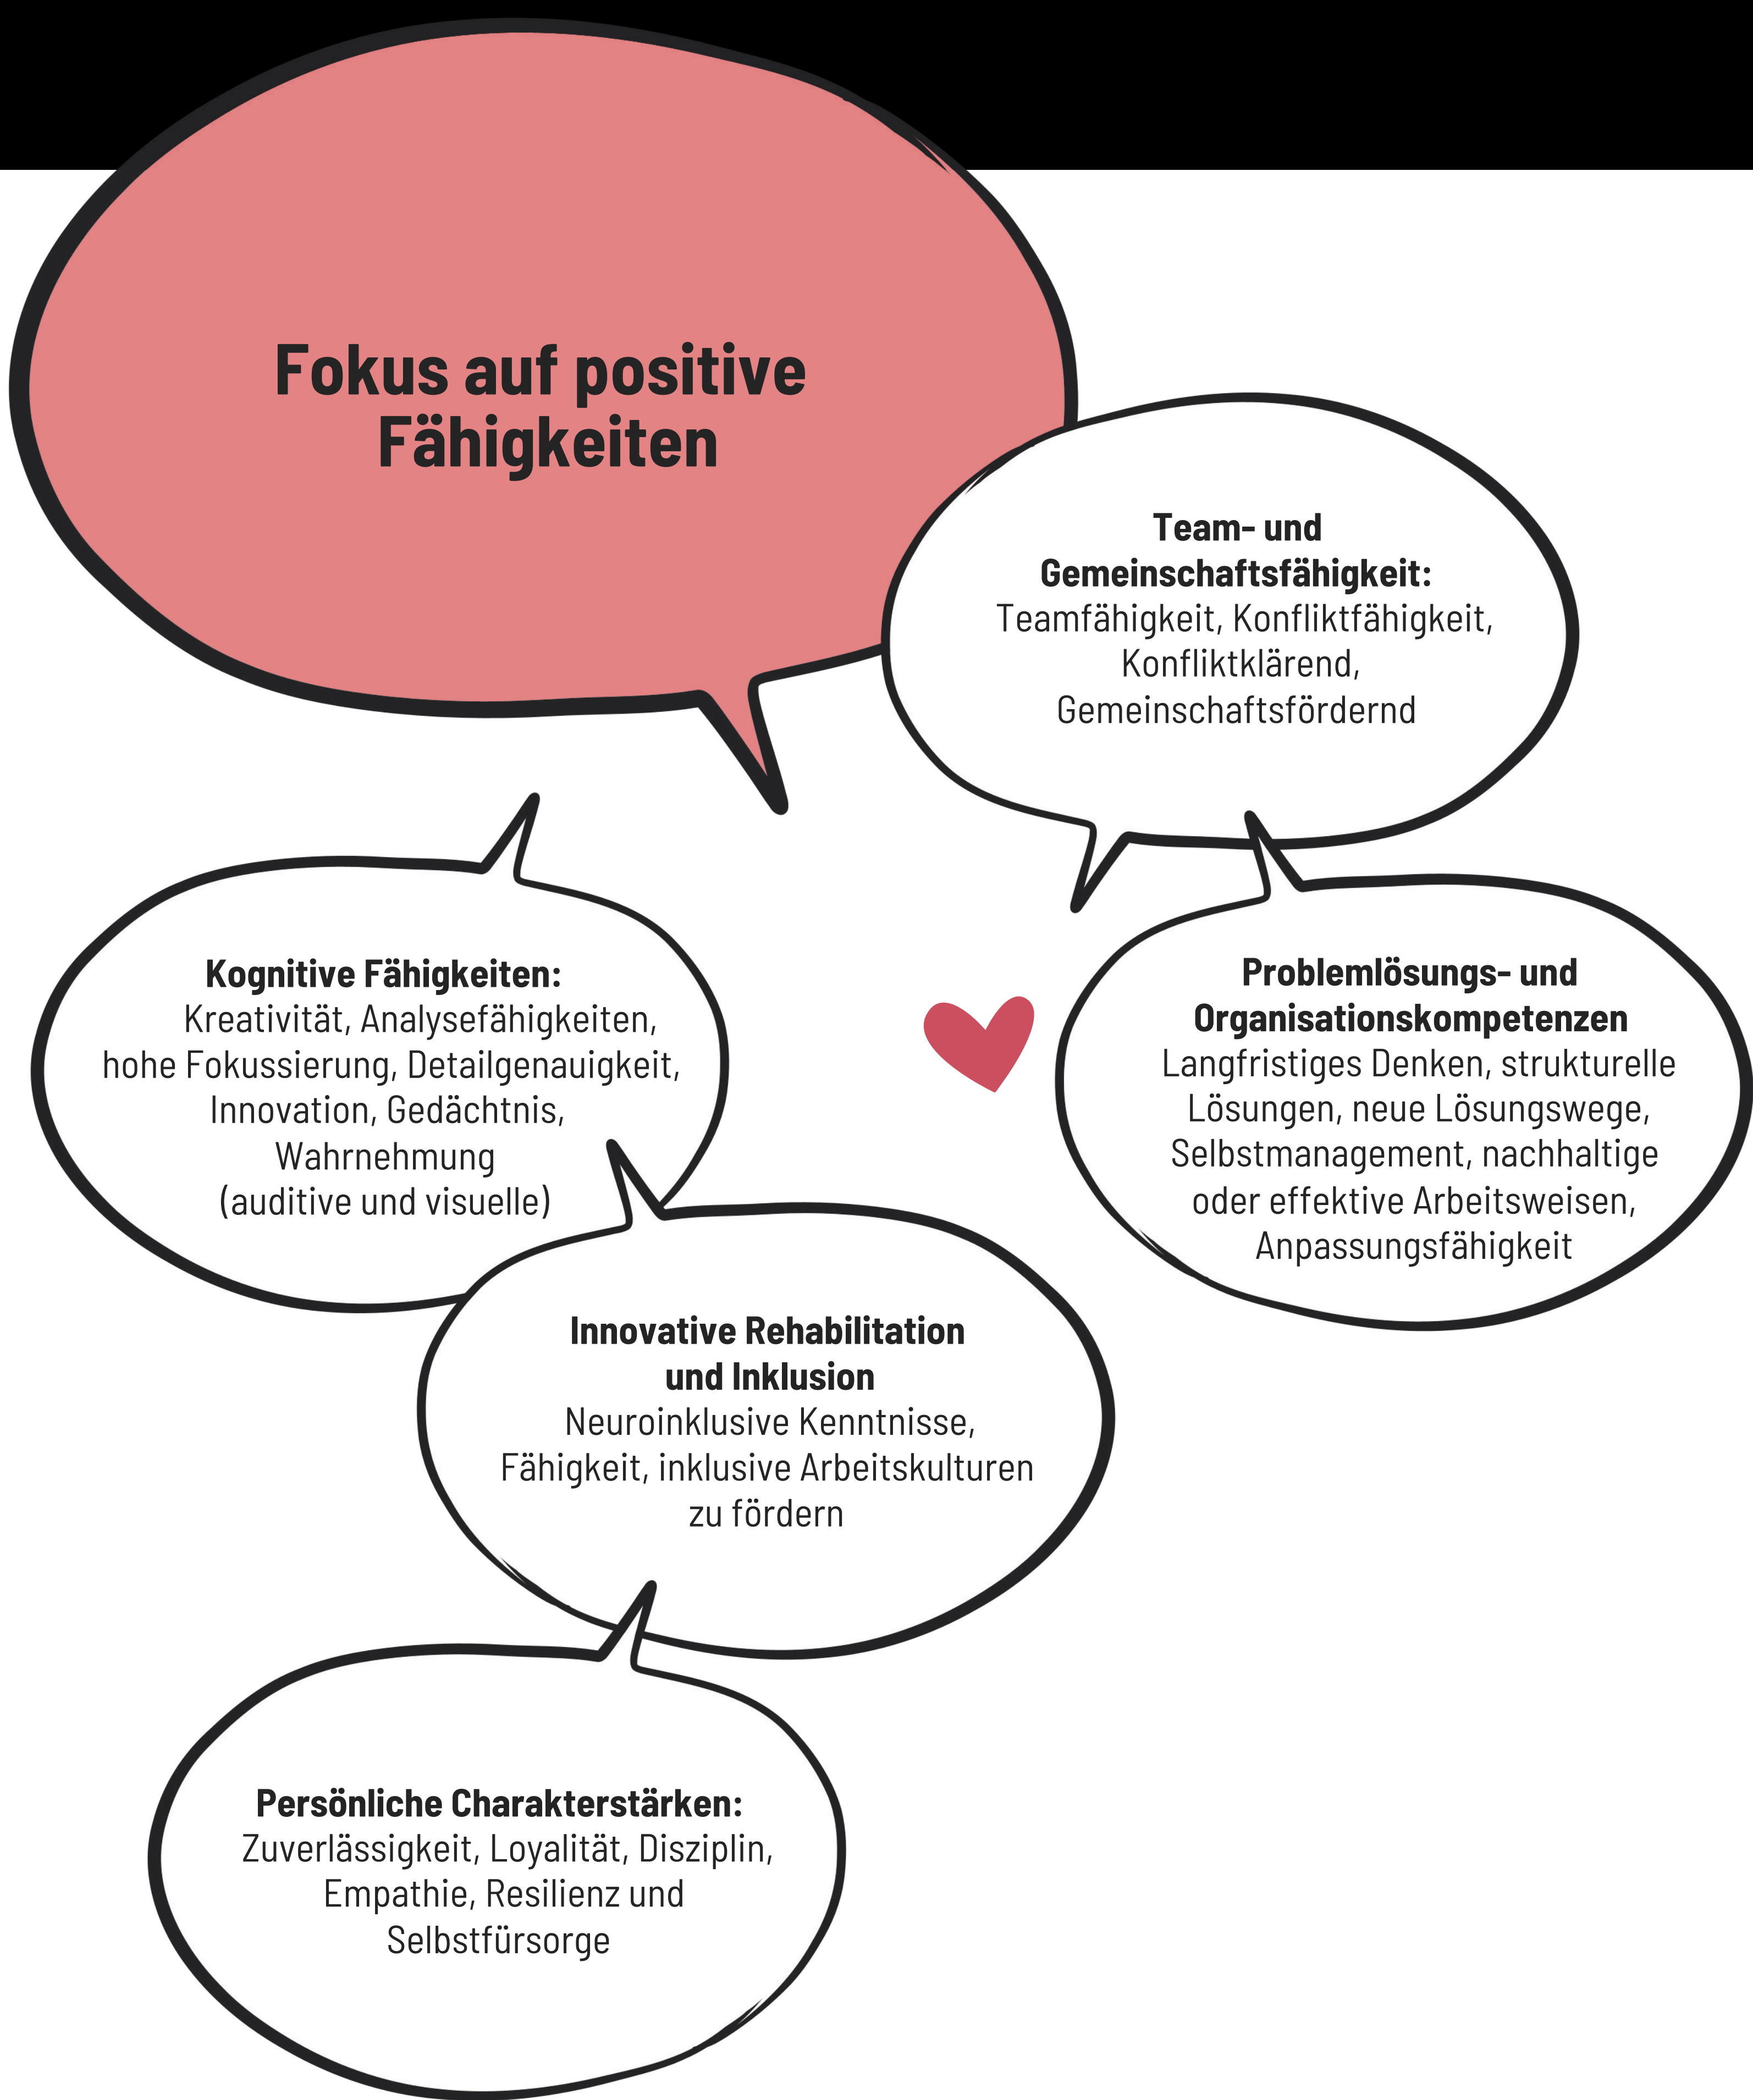 Fokus auf positive
Fähigkeiten
Team- und
Gemeinschaftsfähigkeit:
Teamfähigkeit, Konfliktfähigkeit,
Konfliktklärend,
Gemeinschaftsfördernd
Kognitive Fähigkeiten:
Kreativität, Analysefähigkeiten,
hohe Fokussierung, Detailgenauigkeit,
Innovation, Gedächtnis,
Wahrnehmung
(auditive und visuelle)
Problemlösungs- und
Organisationskompetenzen
Langfristiges Denken, strukturelle
Lösungen, neue Lösungswege,
Selbstmanagement, nachhaltige
oder effektive Arbeitsweisen,
Anpassungsfähigkeit
Innovative Rehabilitation
und Inklusion
Neuroinklusive Kenntnisse,
Fähigkeit, inklusive Arbeitskulturen
zu fördern
Persönliche Charakterstärken:
Zuverlässigkeit, Loyalität, Disziplin,
Empathie, Resilienz und
Selbstfürsorge